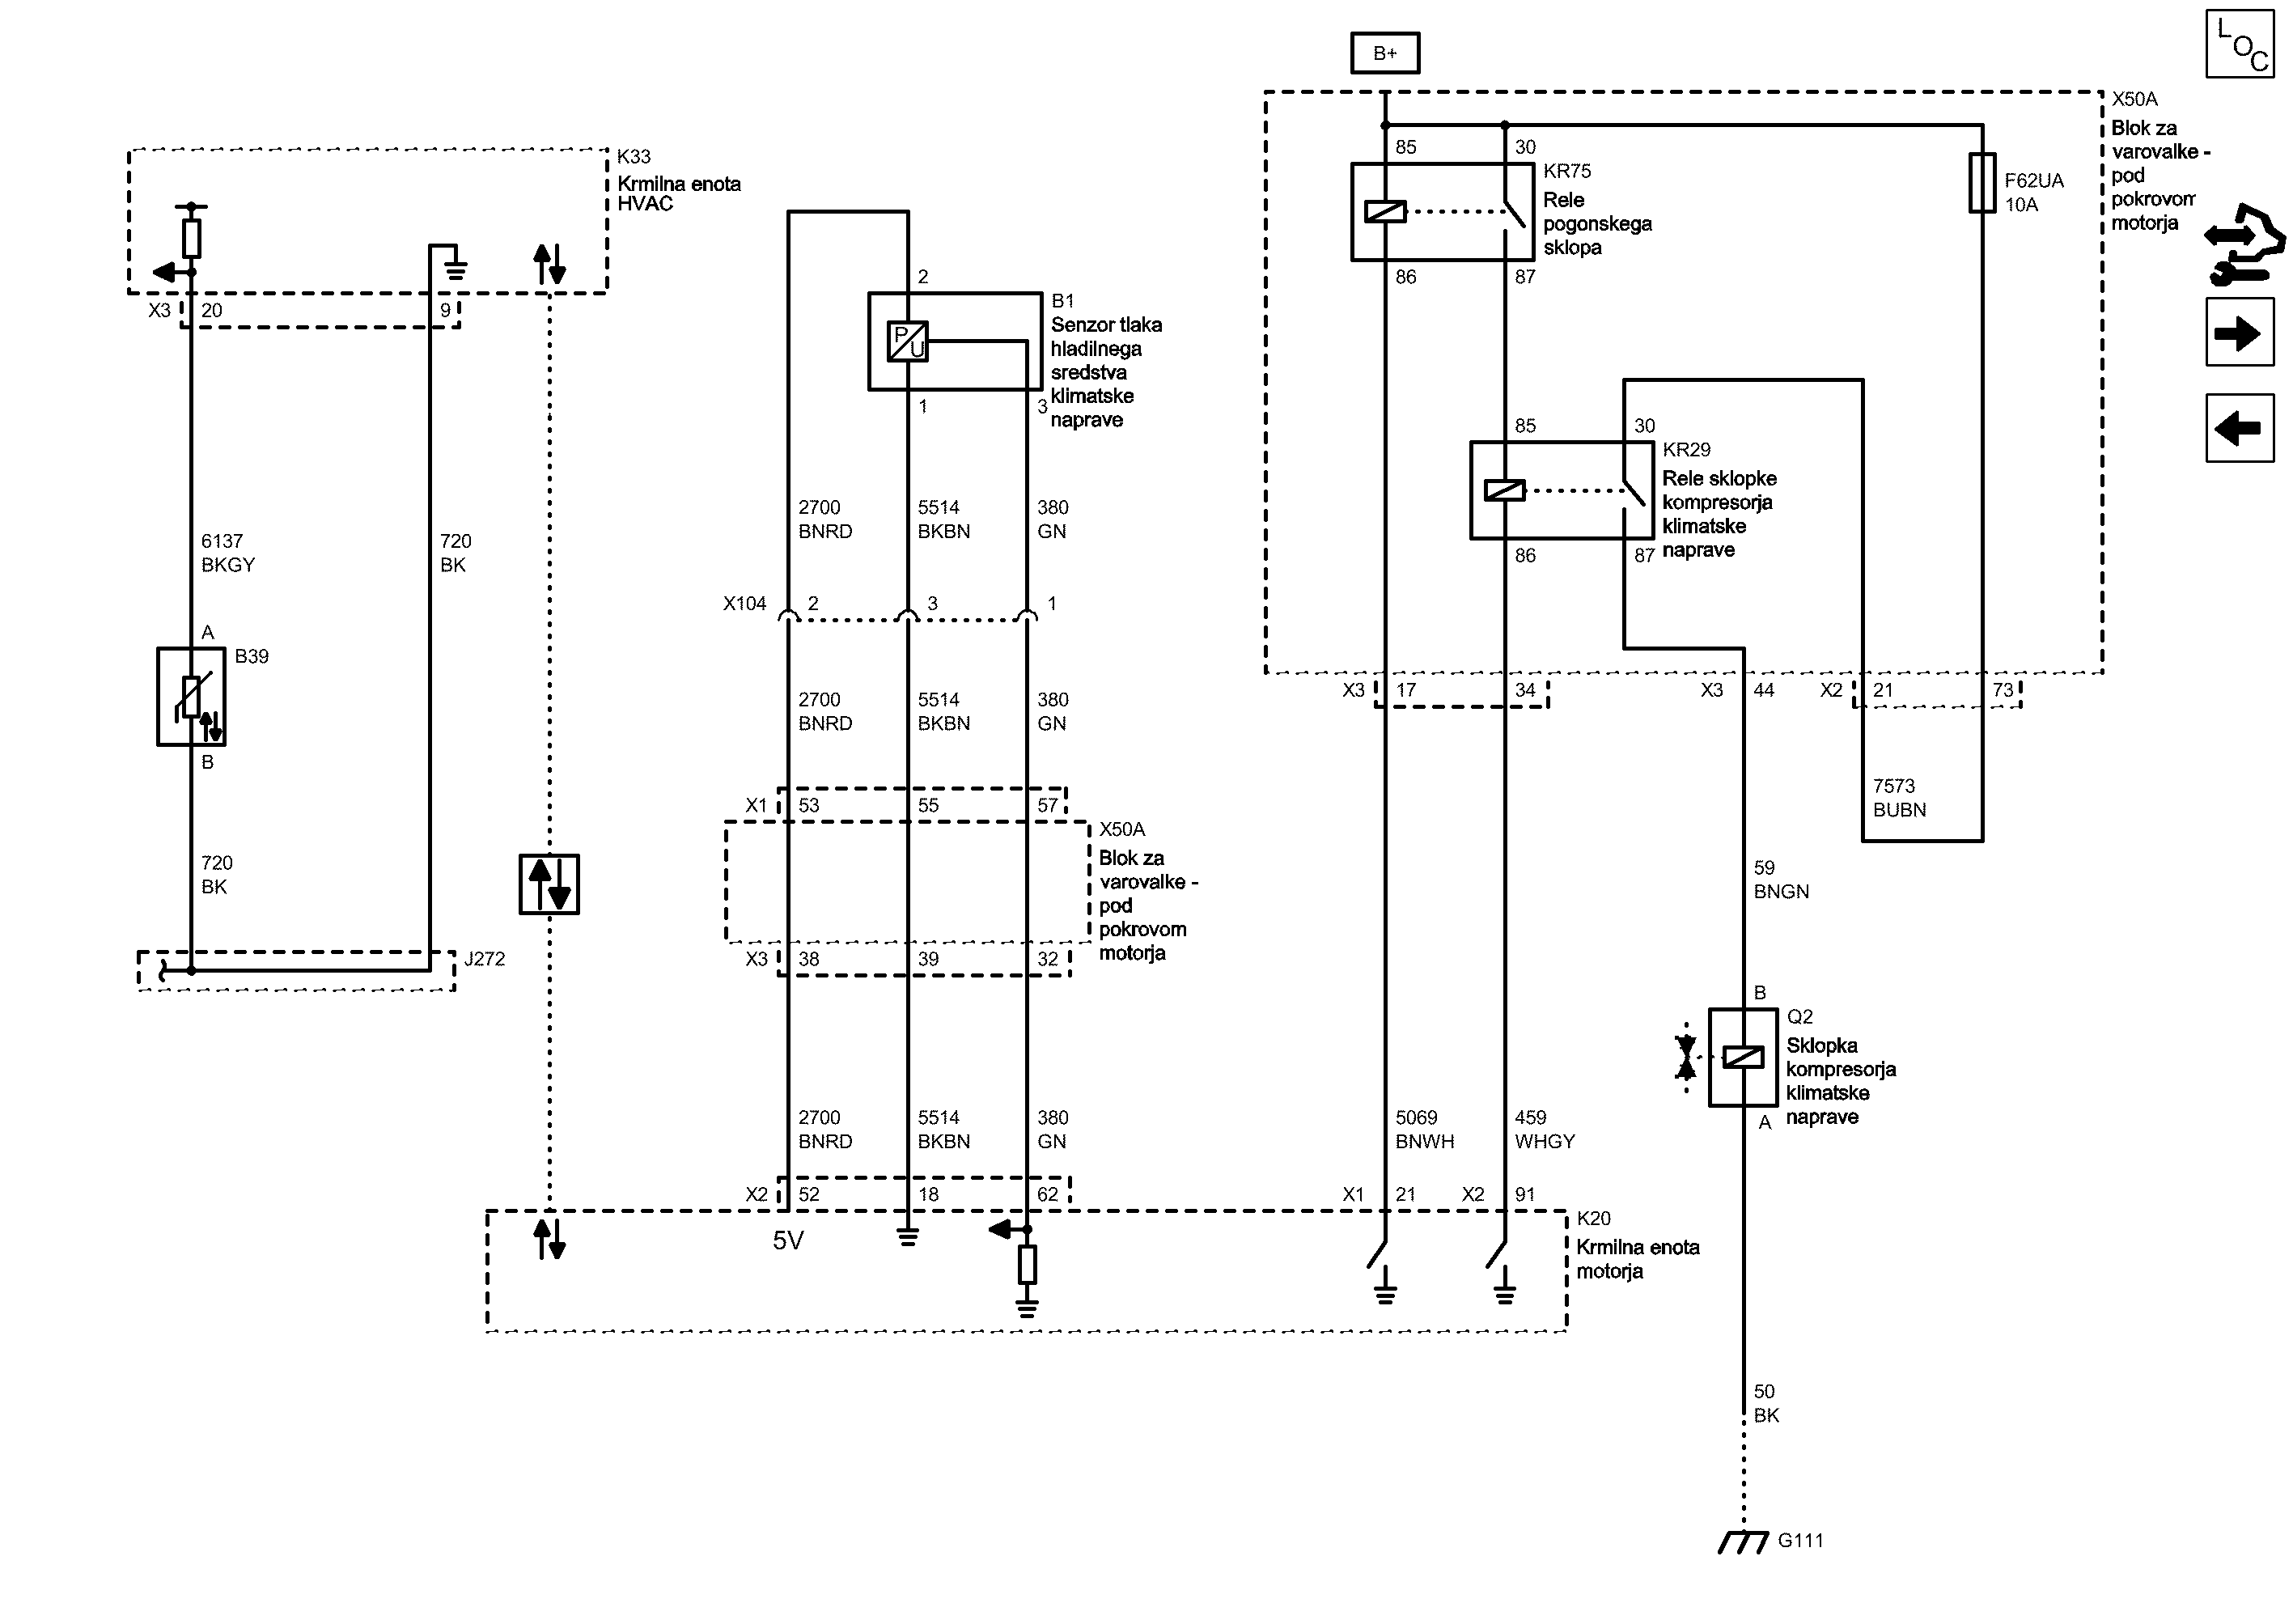 LOC
B+
X50A
Blok za
varovalke -
pod
pokrovom
motorja
85
30
KR75
Rele
pogonskega
sklopa
86
87
F62UA
10A
K33
Krmilna enota
HVAC
X3
20
9
2
B1
Senzor tlaka
hladilnega
sredstva
klimatske
naprave
P
U
1
3
85
30
KR29
Rele sklopke
kompresorja
klimatske
naprave
86
87
2700
BNRD
5514
BKBN
380
GN
6137
BKGY
720
BK
X104
2
3
1
A
B39
B
X3
17
34
X3
44
X2
21
73
2700
BNRD
5514
BKBN
380
GN
7573
BUBN
X1
53
55
57
X50A
Blok za
varovalke -
pod
pokrovom
motorja
720
BK
59
BNGN
X3
38
39
32
J272
B
Q2
Sklopka
kompresorja
klimatske
naprave
A
2700
BNRD
5514
BKBN
380
GN
5069
BNWH
459
WHGY
X2
52
18
62
X1
21
X2
91
5V
K20
Krmilna enota
motorja
50
BK
G111